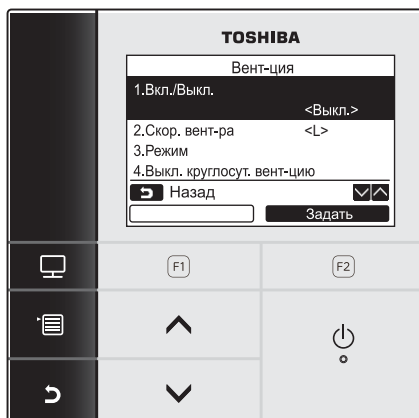 TOSHIBA
Вент-ция
1.Вкл./Выкл.
<Выкл.>
2.Скор. вент-ра <L>
3.Режим
4.Выкл. круглосут. вент-цию
Назад
Задать
F1 F2